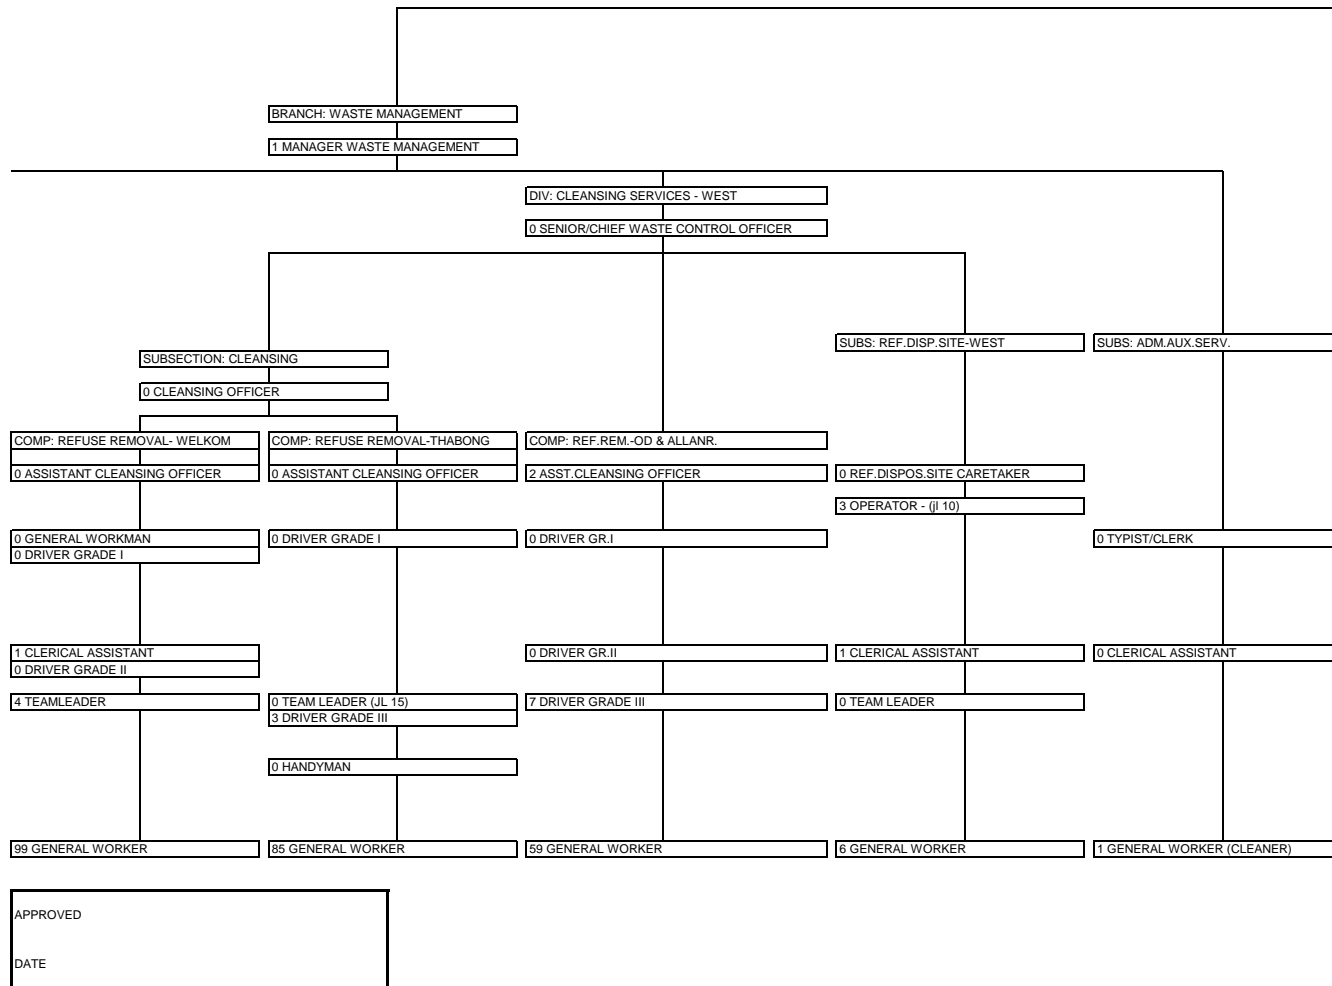 BRANCH: WASTE MANAGEMENT
1 MANAGER WASTE MANAGEMENT
DIV: CLEANSING SERVICES - WEST
0 SENIOR/CHIEF WASTE CONTROL OFFICER
SUBS: REF.DISP.SITE-WEST
SUBS: ADM.AUX.SERV.
SUBSECTION: CLEANSING
0 CLEANSING OFFICER
COMP: REFUSE REMOVAL- WELKOM
COMP: REFUSE REMOVAL-THABONG
COMP: REF.REM.-OD & ALLANR.
0 ASSISTANT CLEANSING OFFICER
0 ASSISTANT CLEANSING OFFICER
2 ASST.CLEANSING OFFICER
0 REF.DISPOS.SITE CARETAKER
3 OPERATOR - (jl 10)
0 GENERAL WORKMAN
0 DRIVER GRADE I
0 DRIVER GR.I
0 TYPIST/CLERK
0 DRIVER GRADE I
1 CLERICAL ASSISTANT
0 DRIVER GR.II
1 CLERICAL ASSISTANT
0 CLERICAL ASSISTANT
0 DRIVER GRADE II
4 TEAMLEADER
0 TEAM LEADER (JL 15)
7 DRIVER GRADE III
0 TEAM LEADER
3 DRIVER GRADE III
0 HANDYMAN
99 GENERAL WORKER
85 GENERAL WORKER
59 GENERAL WORKER
6 GENERAL WORKER
1 GENERAL WORKER (CLEANER)
APPROVED
DATE